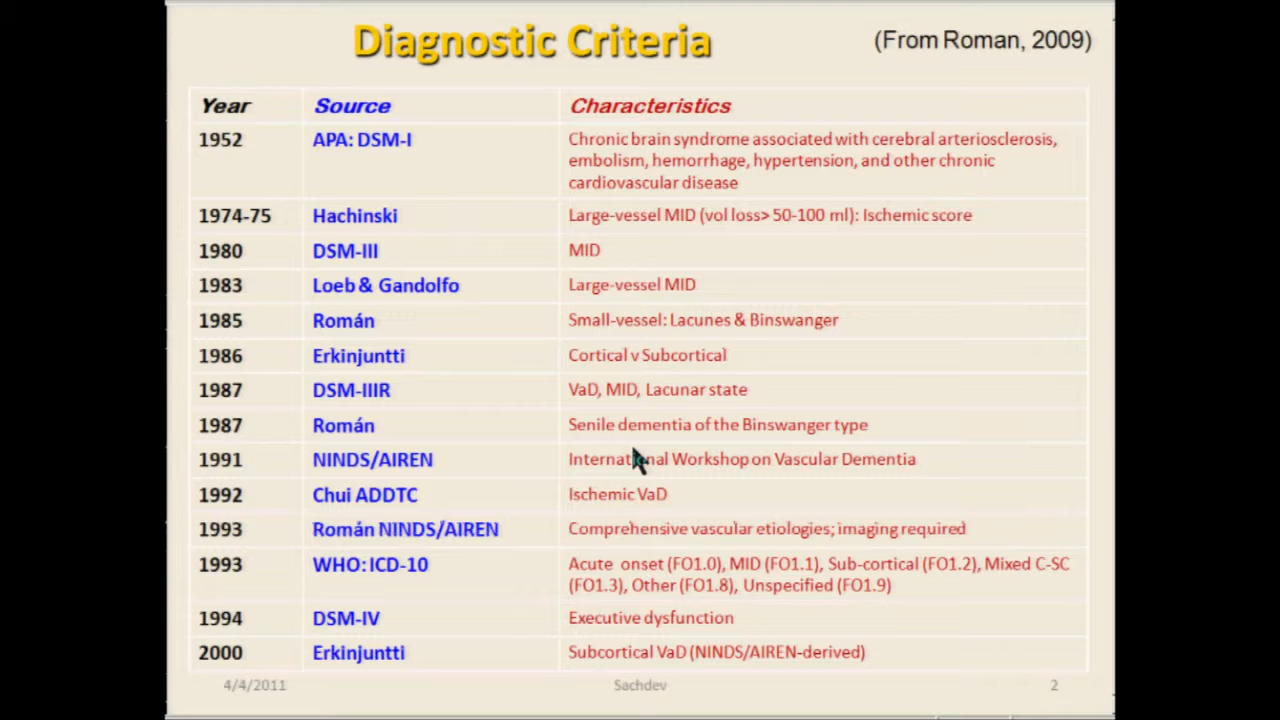 Diagnostic Criteria
(From Roman, 2009)
Year Source Characteristics
1952 APA: DSM-I Chronic brain syndrome associated with cerebral arteriosclerosis,
embolism, hemorrhage, hypertension, and other chronic
cardiovascular disease
1974-75 Hachinski Large-vessel MID (vol loss> 50-100 ml): Ischemic score
1980 DSM-III MID
1983 Loeb & Gandolfo Large-vessel MID
1985 Román Small-vessel: Lacunes & Binswanger
1986 Erkinjuntti Cortical v Subcortical
1987 DSM-IIIR VaD, MID, Lacunar state
1987 Román Senile dementia of the Binswanger type
1991 NINDS/AIREN International Workshop on Vascular Dementia
1992 Chui ADDTC Ischemic VaD
1993 Román NINDS/AIREN Comprehensive vascular etiologies; imaging required
1993 WHO: ICD-10 Acute onset (FO1.0), MID (FO1.1), Sub-cortical (FO1.2), Mixed C-SC
(FO1.3), Other (FO1.8), Unspecified (FO1.9)
1994 DSM-IV Executive dysfunction
2000 Erkinjuntti Subcortical VaD (NINDS/AIREN-derived)
4/4/2011 Sachdev 2